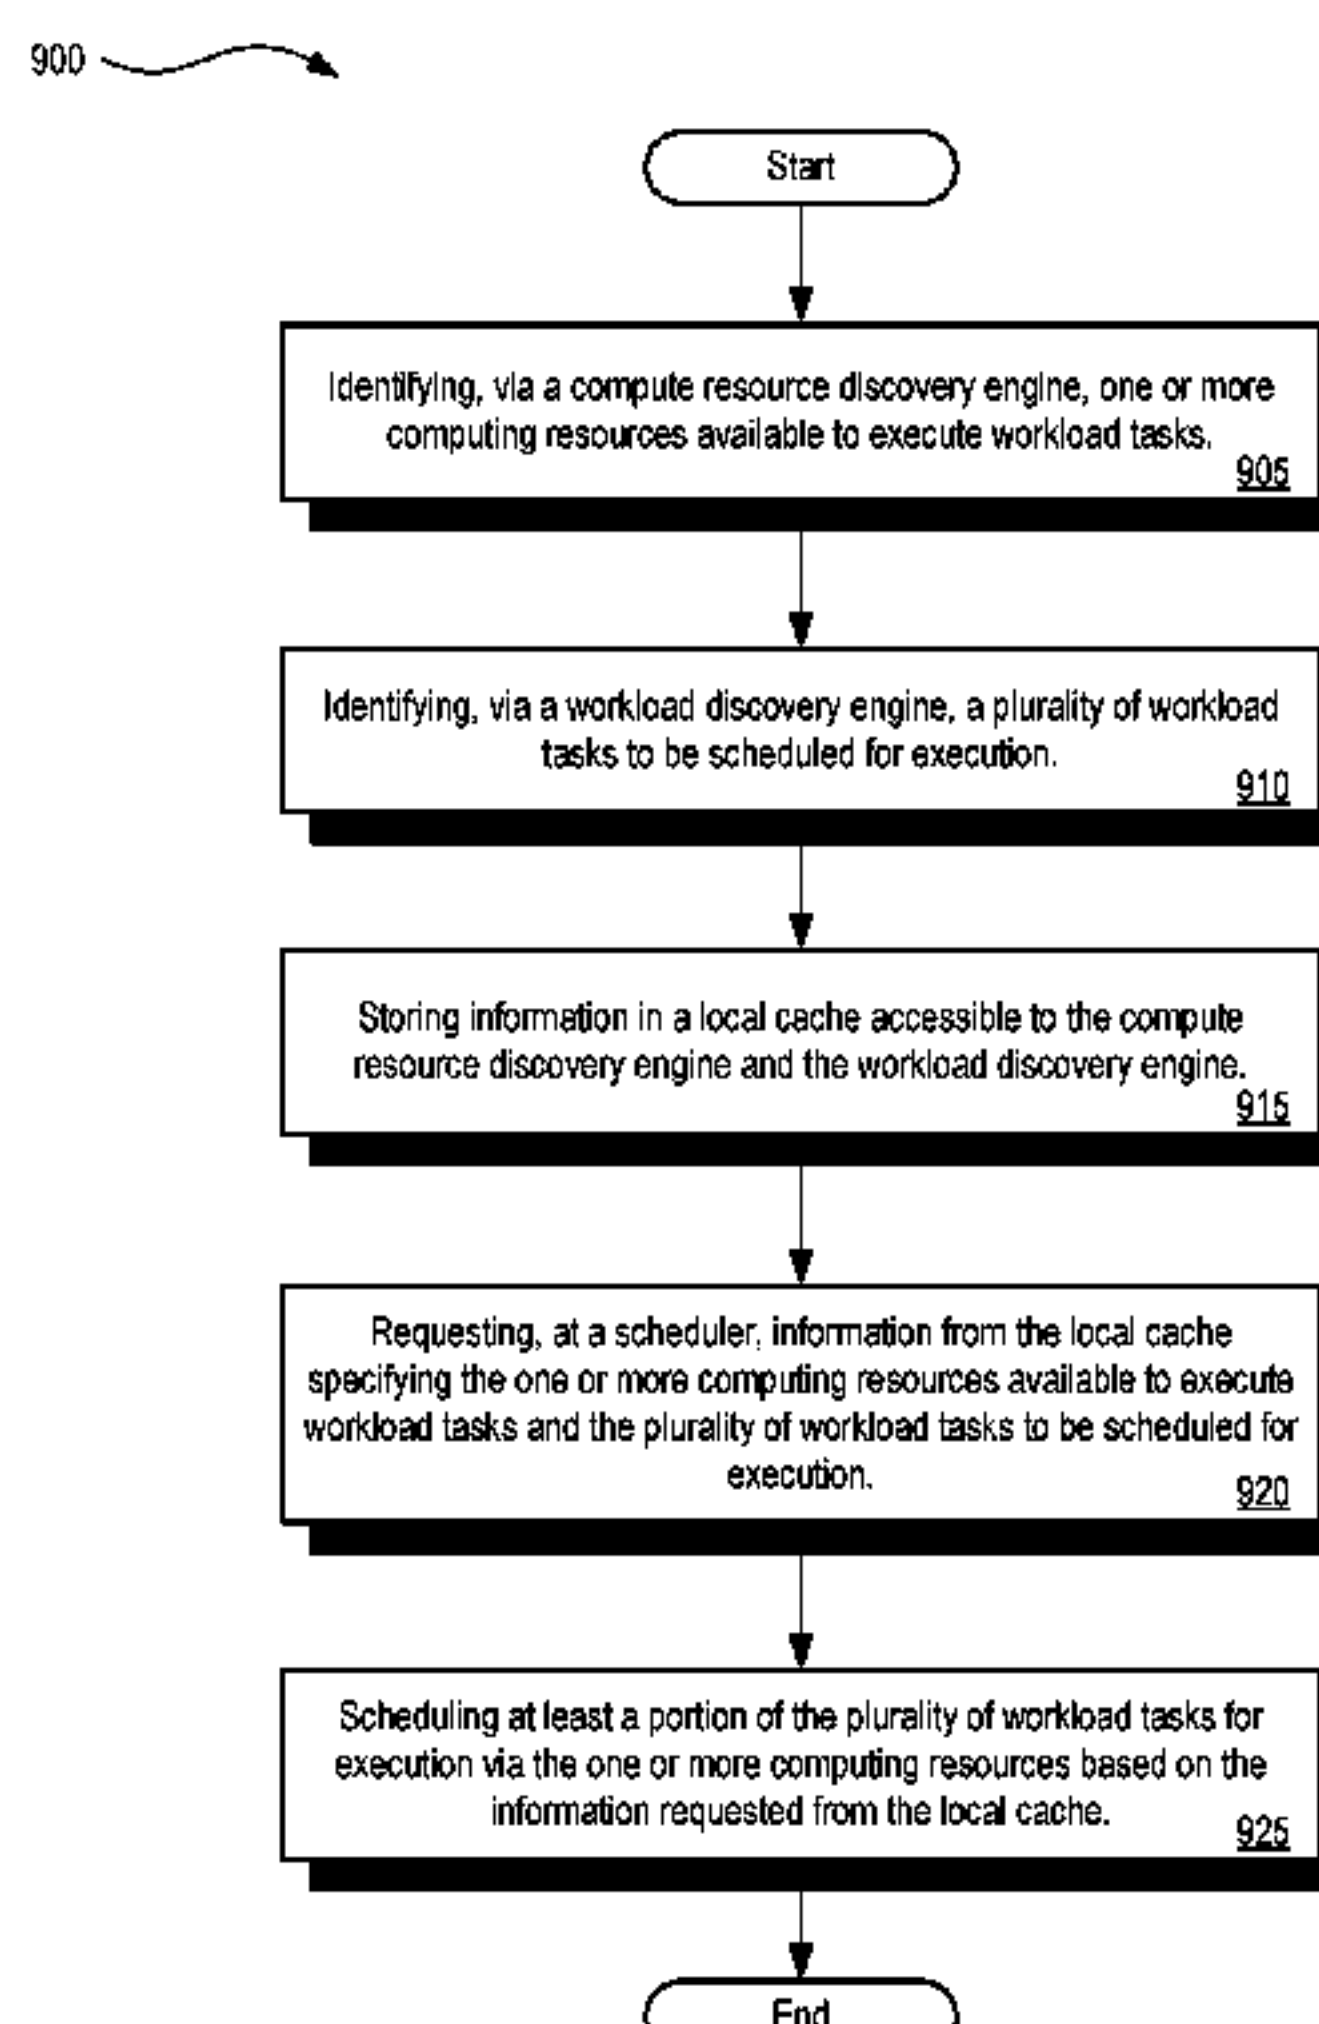 900
Start
Identifying, via a compute resource discovery engine, one or more
computing resources available to execute workload tasks.
905
Identifying, via a workload discovery engine, a plurality of workload
tasks to be scheduled for execution.
910
Storing information in a local cache accessible to the compute
resource discovery engine and the workload discovery engine.
915
Requesting, at a scheduler, information from the local cache
specifying the one or more computing resources available to execute
workload tasks and the plurality of workload tasks to be scheduled for
execution.
920
Scheduling at least a portion of the plurality of workload tasks for
execution via the one or more computing resources based on the
information requested from the local cache.
925
End